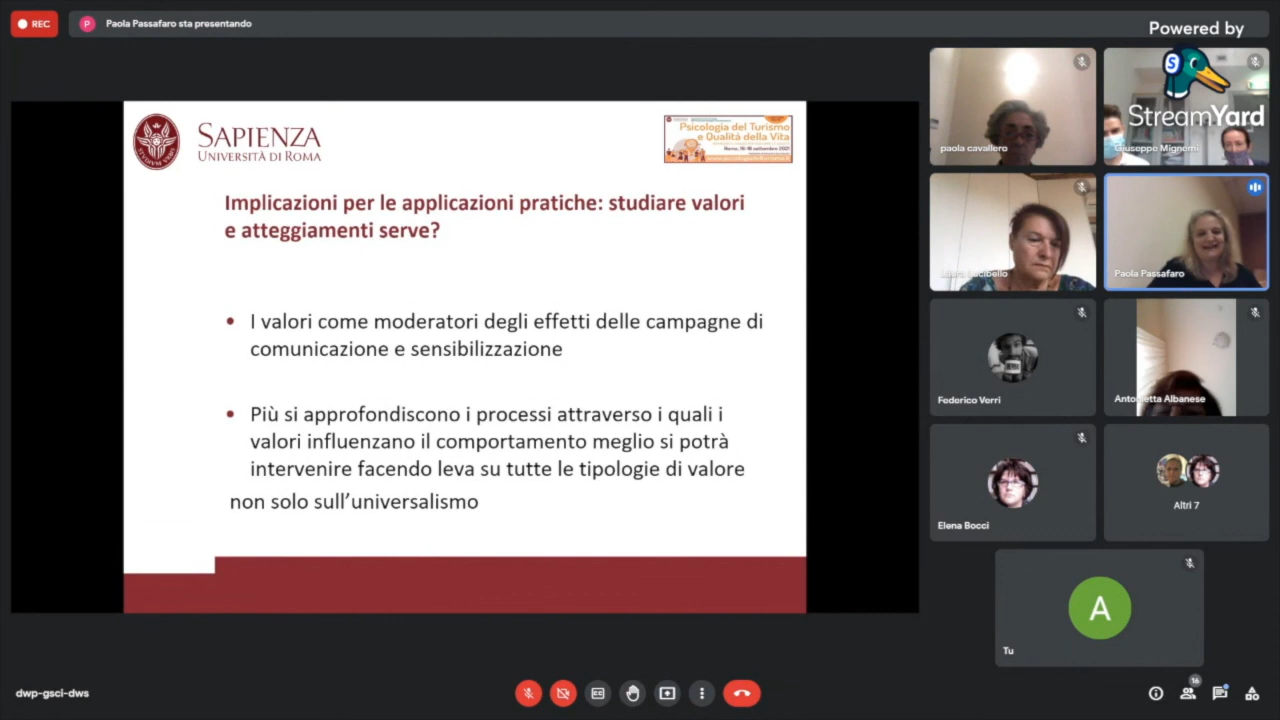 REC
P
Paola Passafaro sta presentando
Powered by
StreamYard
S
SAPIENZA
UNIVERSITÀ DI ROMA
Psicologia del Turismo
e Qualità della Vita
Implicazioni per le applicazioni pratiche: studiare valori
e atteggiamenti serve?
• I valori come moderatori degli effetti delle campagne di
comunicazione e sensibilizzazione
• Più si approfondiscono i processi attraverso i quali i
valori influenzano il comportamento meglio si potrà
intervenire facendo leva su tutte le tipologie di valore
non solo sull'universalismo
paola cavallero
Giuseppe Mignemi
Paola Passafaro
Federico Verri
Antonietta Albanese
Elena Bocci
Altri 7
A
Tu
dwp-gsci-dws
16